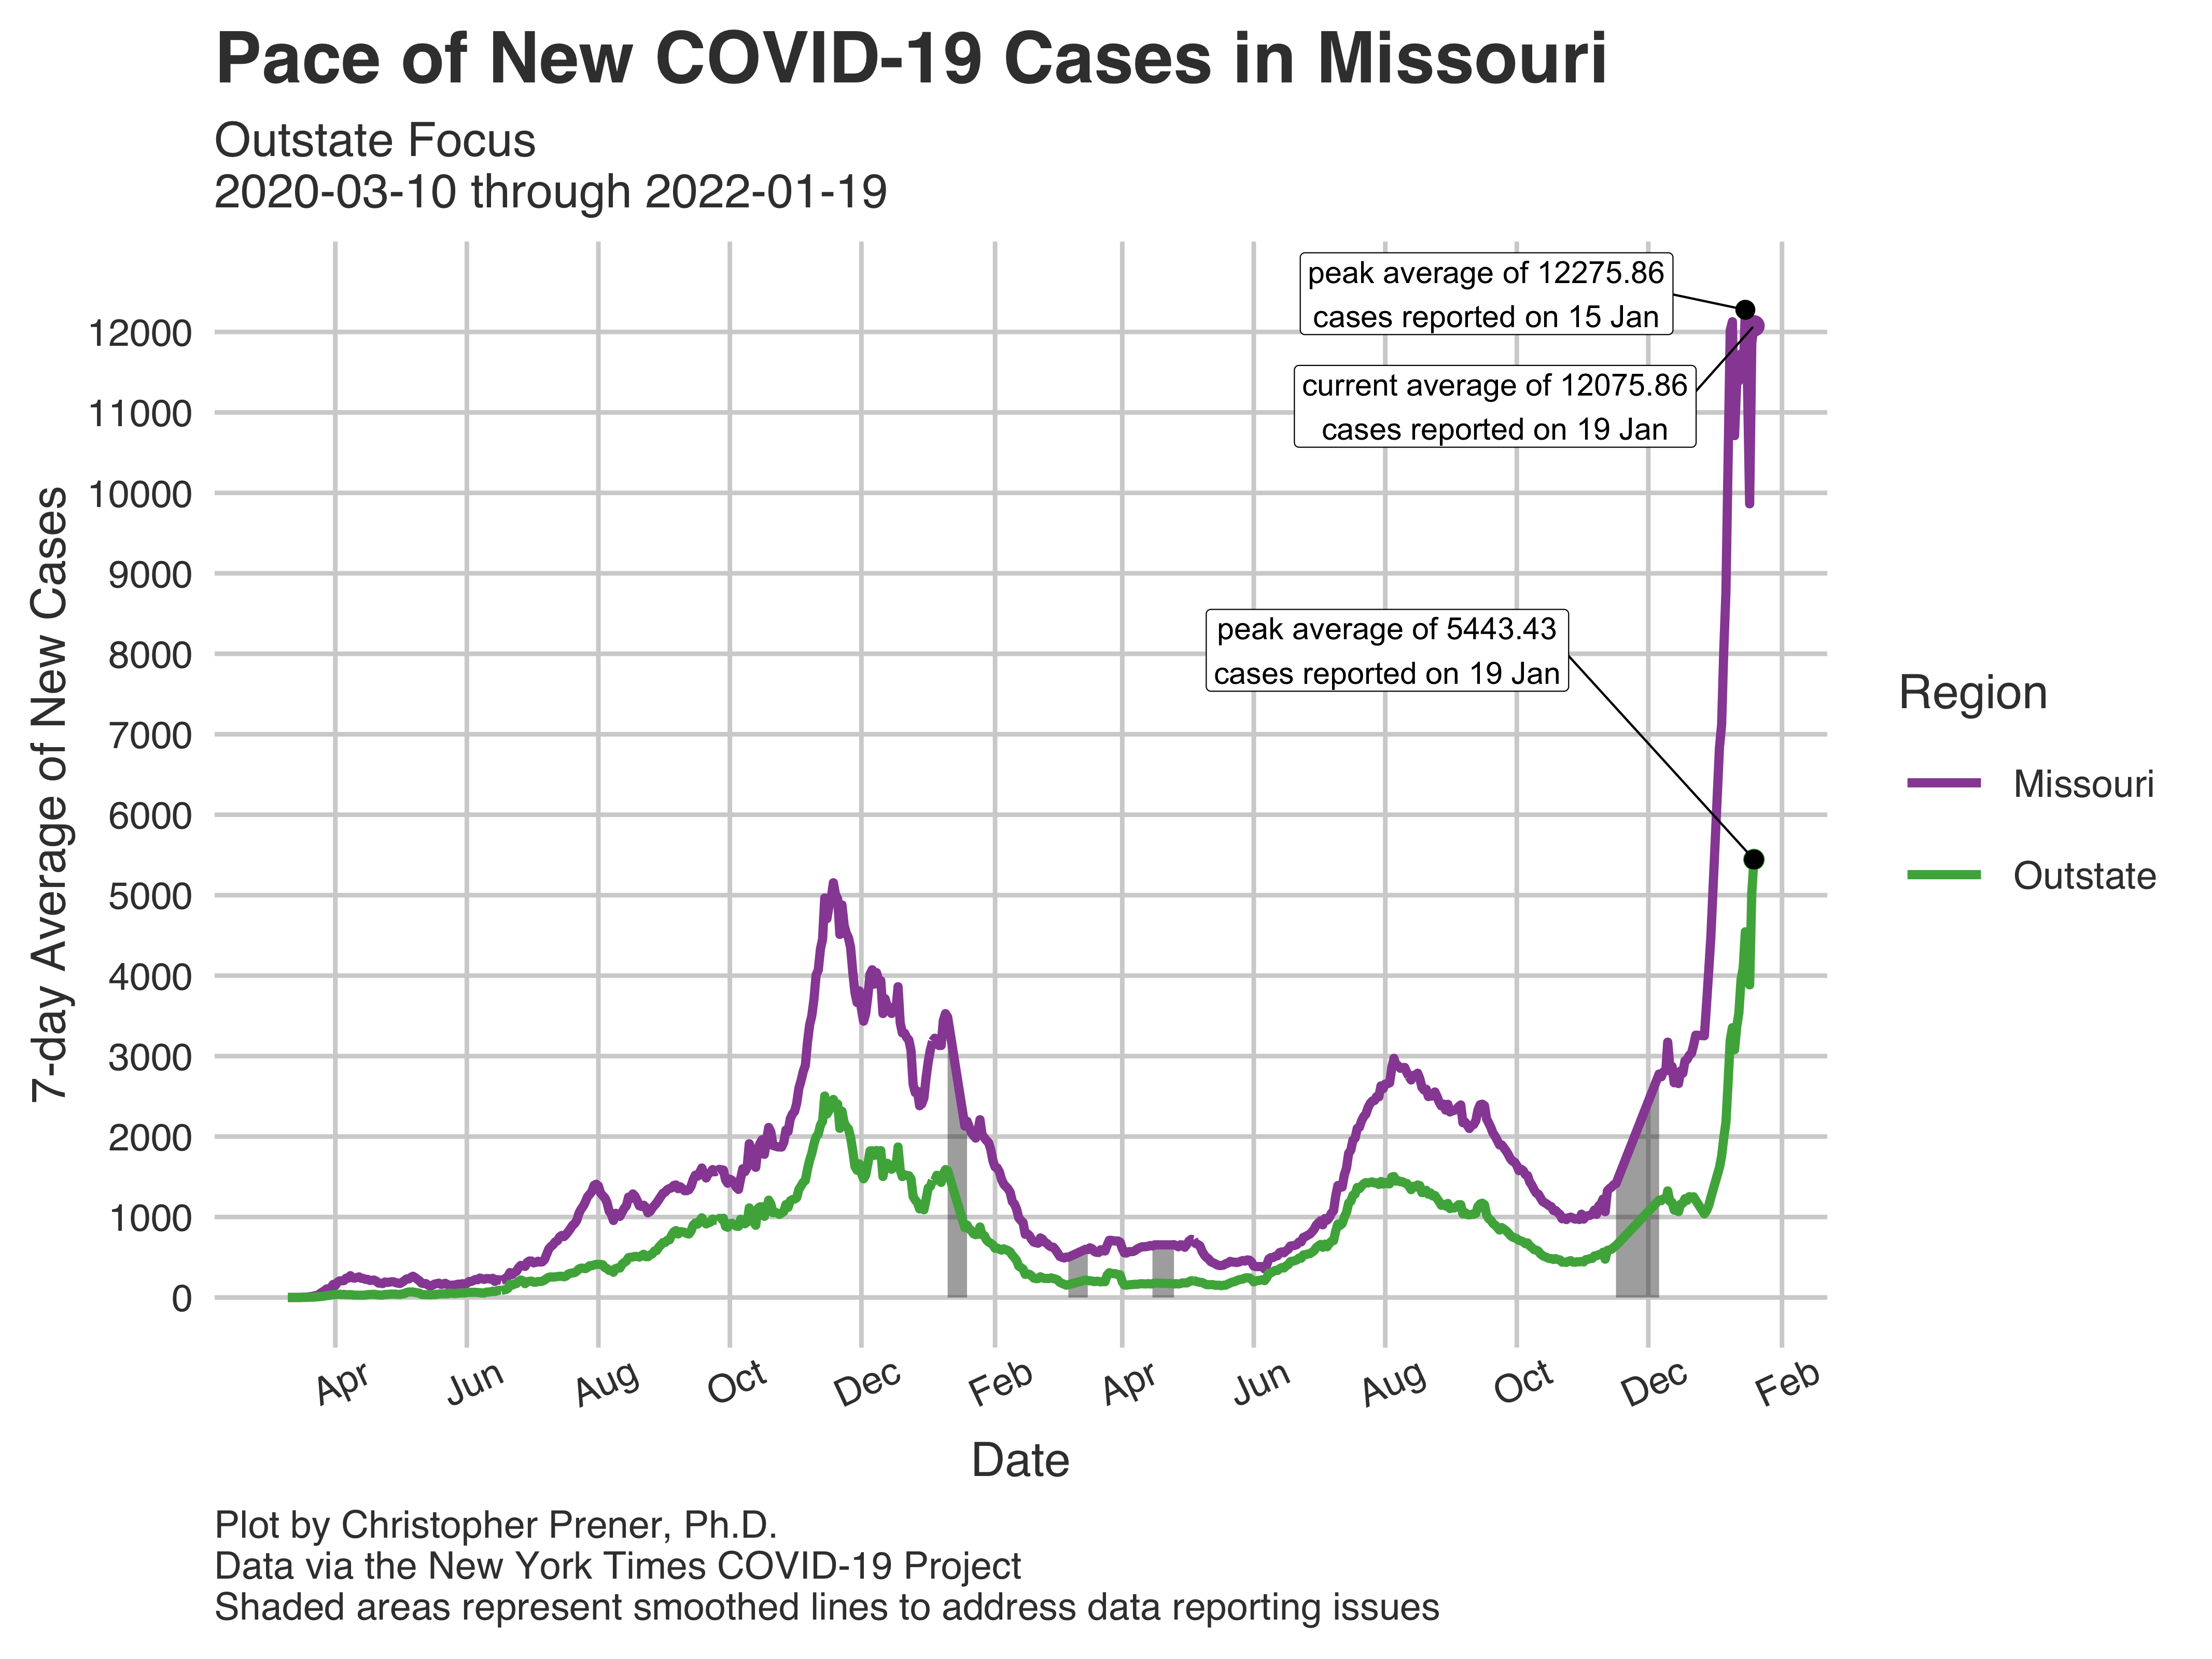 Pace of New COVID-19 Cases in Missouri
Outstate Focus
2020-03-10 through 2022-01-19
peak average of 12275.86
cases reported on 15 Jan
current average of 12075.86
cases reported on 19 Jan
peak average of 5443.43
cases reported on 19 Jan
7-day Average of New Cases
12000
11000
10000
9000
8000
7000
6000
5000
4000
3000
2000
1000
0
Apr
Jun
Aug
Oct
Dec
Feb
Apr
Jun
Aug
Oct
Dec
Feb
Date
Region
Missouri
Outstate
Plot by Christopher Prener, Ph.D.
Data via the New York Times COVID-19 Project
Shaded areas represent smoothed lines to address data reporting issues